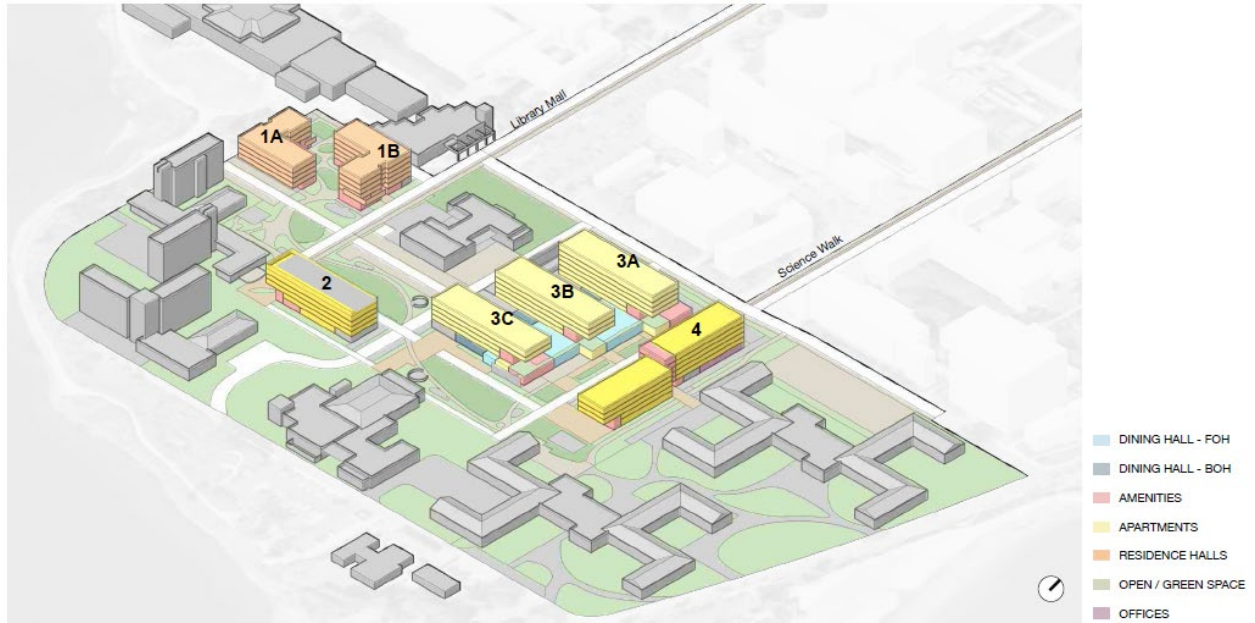 Library Mall
1A
1B
Science Walk
3A
2
3B
3C
4
DINING HALL - FOH
DINING HALL - BOH
AMENITIES
APARTMENTS
RESIDENCE HALLS
OPEN / GREEN SPACE
OFFICES